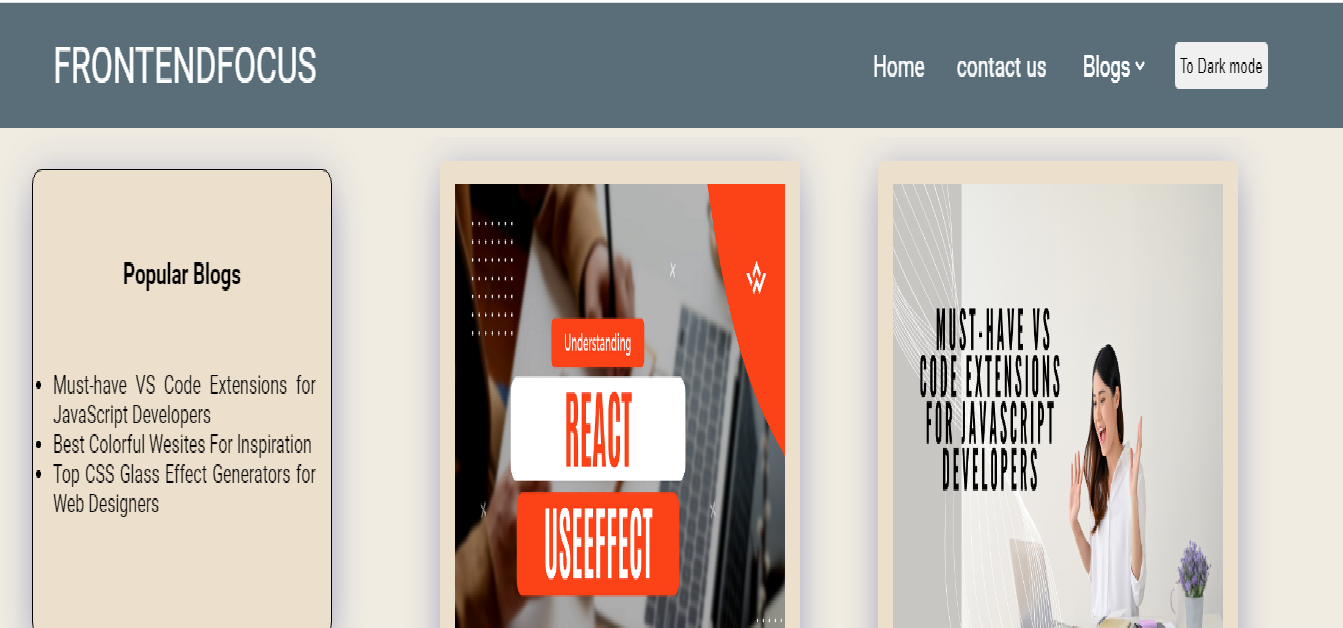 FRONTENDFOCUS
Home contact us Blogs To Dark mode
Popular Blogs
Must-have VS Code Extensions for
JavaScript Developers
Best Colorful Wesites For Inspiration
Top CSS Glass Effect Generators for
Web Designers
Understanding
REACT
USEEFFECT
MUST-HAVE VS
CODE EXTENSIONS
FOR JAVASCRIPT
DEVELOPERS